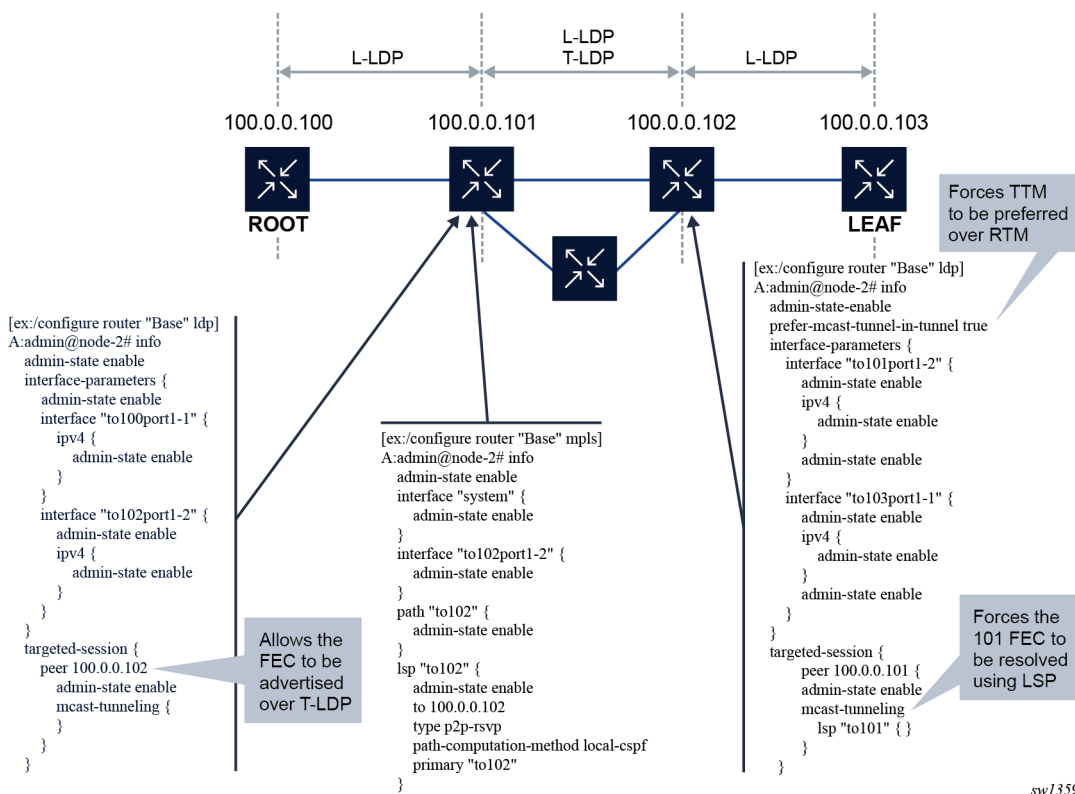 L-LDP
L-LDP
T-LDP
L-LDP
100.0.0.100
100.0.0.101
100.0.0.102
100.0.0.103
ROOT
LEAF
Forces TTM
to be preferred
over RTM
[ex:/configure router "Base" ldp]
A:admin@node-2# info
admin-state enable
interface-parameters {
admin-state enable
interface "to100port1-1" {
ipv4 {
admin-state enable
}
}
interface "to102port1-2" {
admin-state enable
ipv4 {
admin-state enable
}
}
}
targeted-session {
peer 100.0.0.102
admin-state enable
mcast-tunneling {
}
}
}
Allows the
FEC to be
advertised
over T-LDP
[ex:/configure router "Base" mpls]
A:admin@node-2# info
admin-state enable
interface "system" {
admin-state enable
}
interface "to102port1-2" {
admin-state enable
}
path "to102" {
admin-state enable
}
lsp "to102" {
admin-state enable
to 100.0.0.102
type p2p-rsvp
path-computation-method local-cspf
primary "to102"
}
[ex:/configure router "Base" ldp]
A:admin@node-2# info
admin-state-enable
prefer-mcast-tunnel-in-tunnel true
interface-parameters {
interface "to101port1-2" {
admin-state enable
ipv4 {
admin-state enable
}
admin-state enable
}
interface "to103port1-1" {
admin-state enable
ipv4 {
admin-state enable
}
admin-state enable
}
}
targeted-session {
peer 100.0.0.101 {
admin-state enable
mcast-tunneling
lsp "to101" { }
}
}
Forces the
101 FEC to
be resolved
using LSP
sw1359